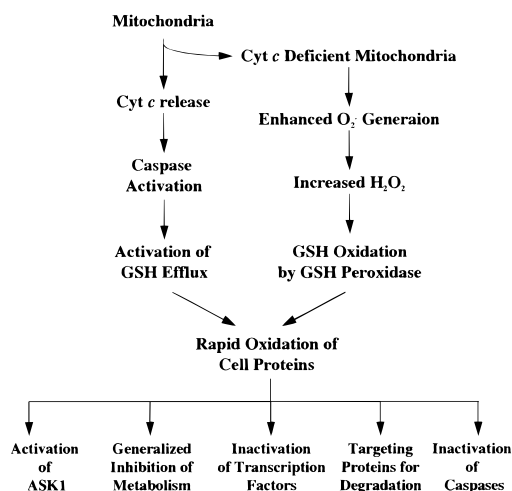 Mitochondria
Cyt c Deficient Mitochondria
Cyt c release
Enhanced O₂⁻ Generaion
Caspase
Activation
Increased H₂O₂
Activation of
GSH Efflux
GSH Oxidation
by GSH Peroxidase
Rapid Oxidation of
Cell Proteins
Activation
of
ASK1
Generalized
Inhibition of
Metabolism
Inactivation
of Transcription
Factors
Targeting
Proteins for
Degradation
Inactivation
of
Caspases